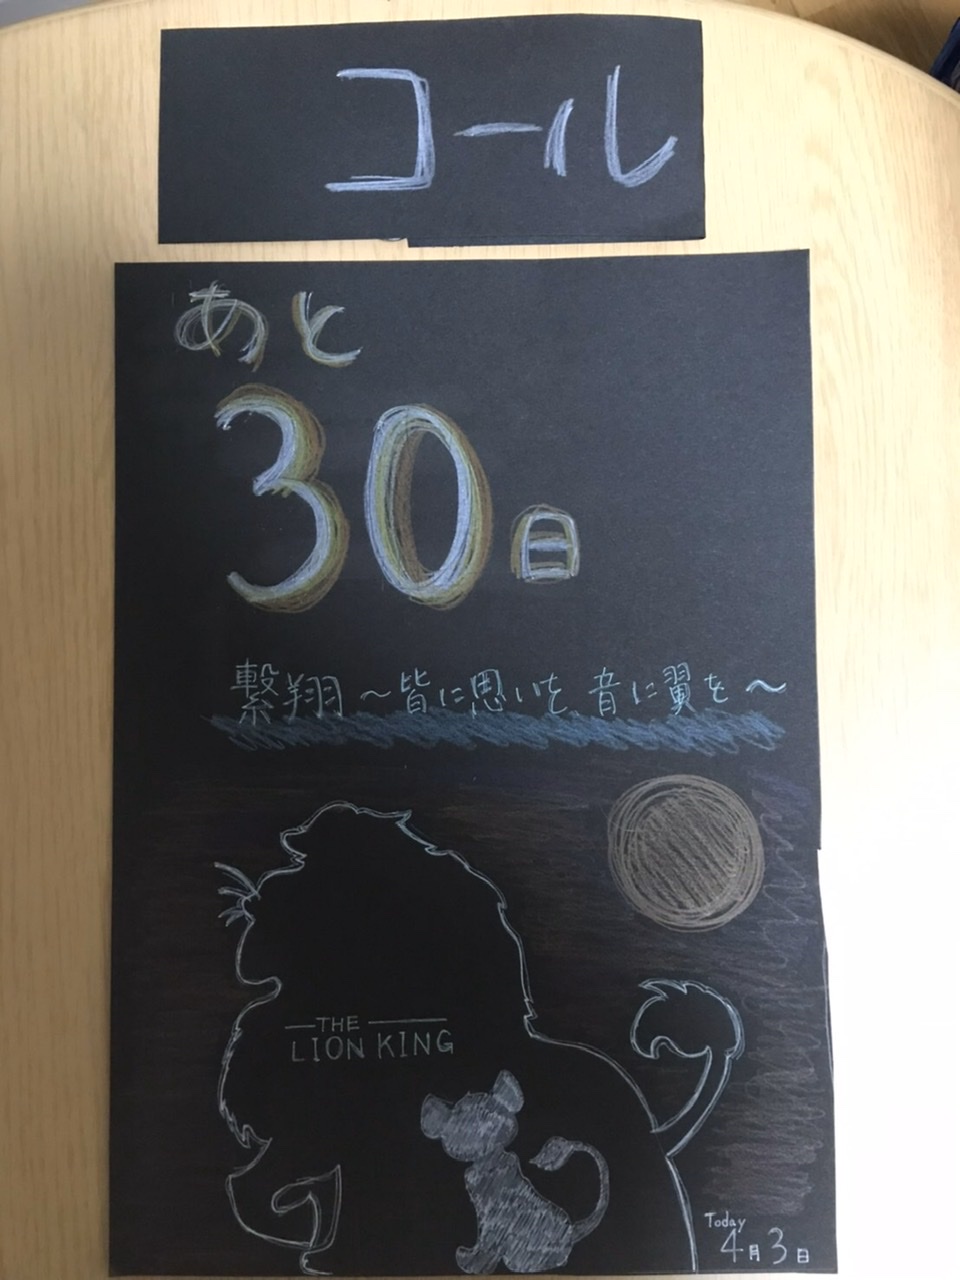 コール
あと
30日
繋翔~皆に思いを 音に翼を~
THE
LION KING
Today
4月3日